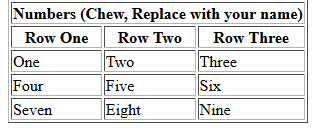 Numbers (Chew, Replace with your name)
Row One Row Two Row Three
One Two Three
Four Five Six
Seven Eight Nine